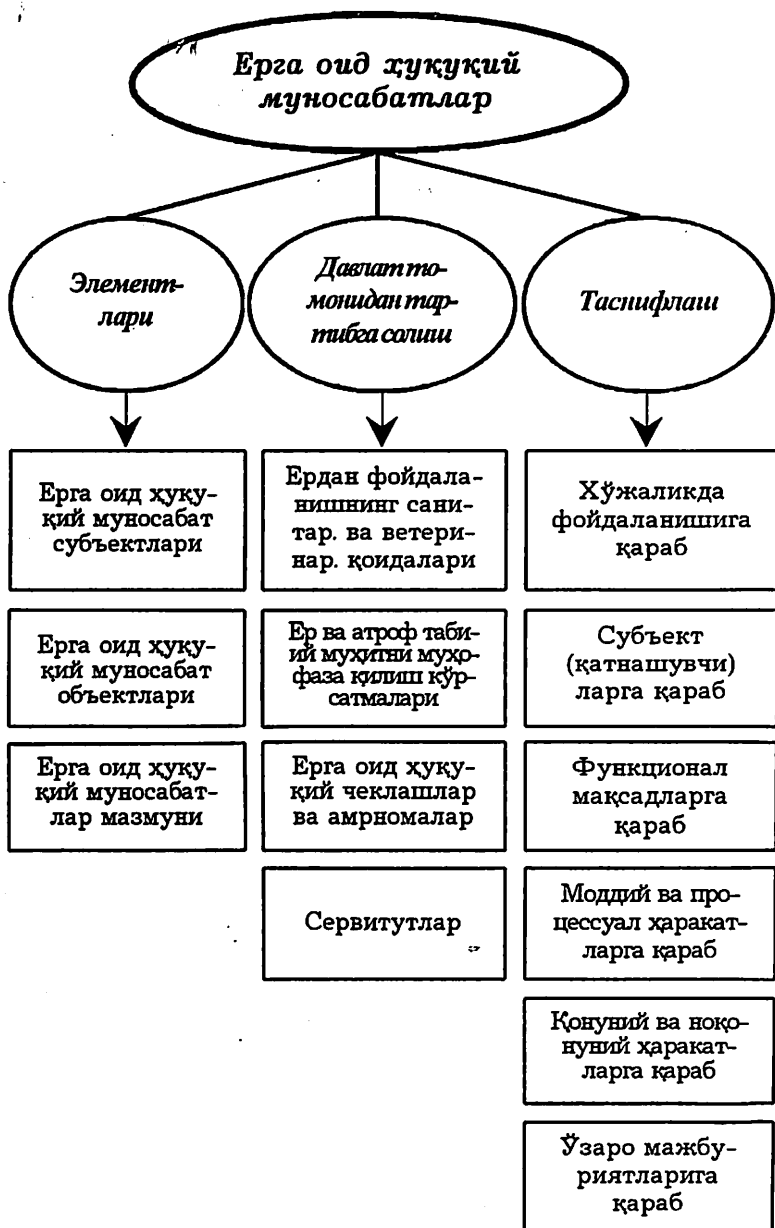 Ерга оид ҳуқуқий
муносабатлар
Элемент-
лари
Давлат то-
монидан тар-
тибга солиш
Таснифлаш
Ерга оид ҳуқу-
қий муносабат
субъектлари
Ерга оид ҳуқу-
қий муносабат
объектлари
Ерга оид ҳуқу-
қий муносабат-
лар мазмуни
Ердан фойдала-
нишнинг сани-
тар. ва ветери-
нар. қоидалари
Ер ва атроф таби-
ий муҳитни муҳо-
фаза қилиш кўр-
сатмалари
Ерга оид ҳуқу-
қий чеклашлар
ва амрномалар
Сервитутлар
Хўжаликда
фойдаланишига
қараб
Субъект
(қатнашувчи)
ларга қараб
Функционал
мақсадларга
қараб
Моддий ва про-
цессуал ҳаракат-
ларга қараб
Қонуний ва ноқо-
нуний ҳаракат-
ларга қараб
Ўзаро мажбу-
риятларига
қараб